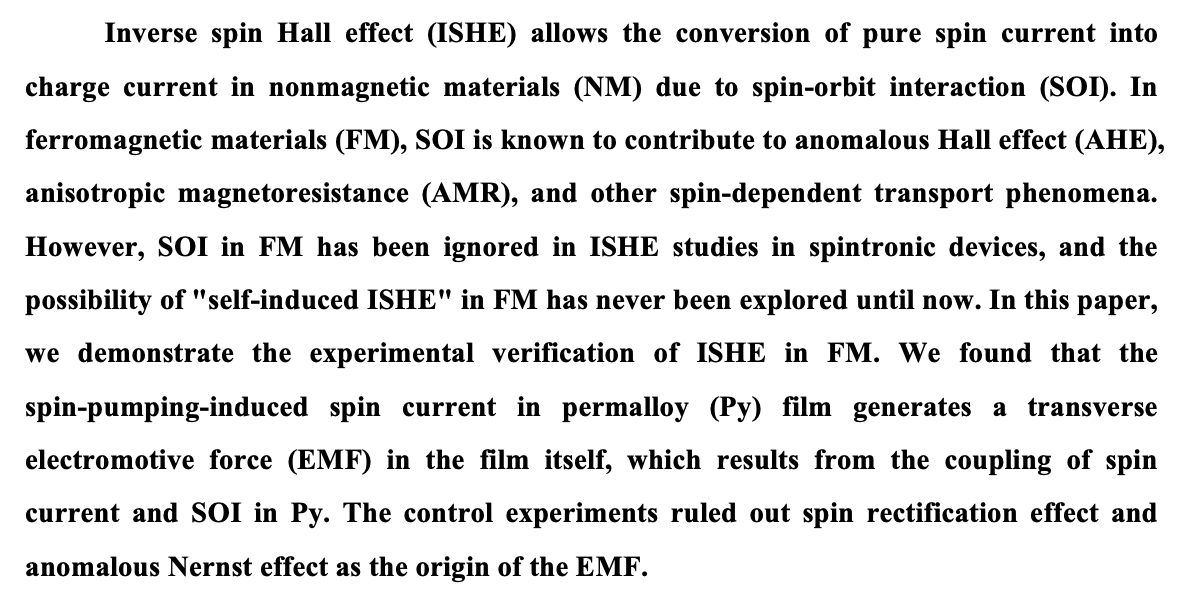 Inverse spin Hall effect (ISHE) allows the conversion of pure spin current into
charge current in nonmagnetic materials (NM) due to spin-orbit interaction (SOI). In
ferromagnetic materials (FM), SOI is known to contribute to anomalous Hall effect (AHE),
anisotropic magnetoresistance (AMR), and other spin-dependent transport phenomena.
However, SOI in FM has been ignored in ISHE studies in spintronic devices, and the
possibility of "self-induced ISHE" in FM has never been explored until now. In this paper,
we demonstrate the experimental verification of ISHE in FM. We found that the
spin-pumping-induced spin current in permalloy (Py) film generates a transverse
electromotive force (EMF) in the film itself, which results from the coupling of spin
current and SOI in Py. The control experiments ruled out spin rectification effect and
anomalous Nernst effect as the origin of the EMF.